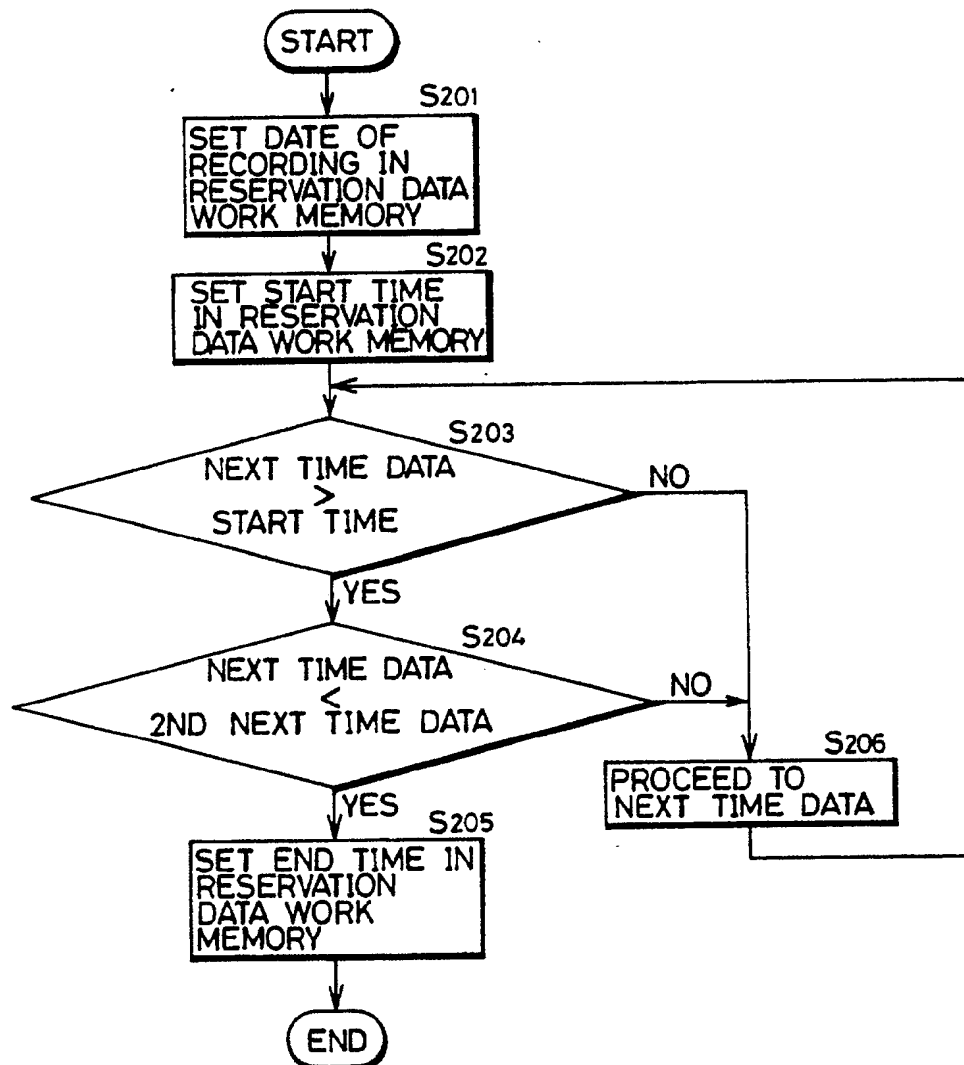 START
S201
SET DATE OF
RECORDING IN
RESERVATION DATA
WORK MEMORY
S202
SET START TIME
IN RESERVATION
DATA WORK MEMORY
S203
NEXT TIME DATA
>
START TIME
NO
YES
S204
NEXT TIME DATA
<
2ND NEXT TIME DATA
NO
YES
S206
PROCEED TO
NEXT TIME DATA
S205
SET END TIME IN
RESERVATION
DATA WORK
MEMORY
END